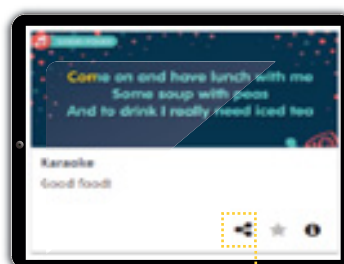 Come on and have lunch with me
Some soup with peas
And to drink I really need iced tea
Karaoke
Good food!